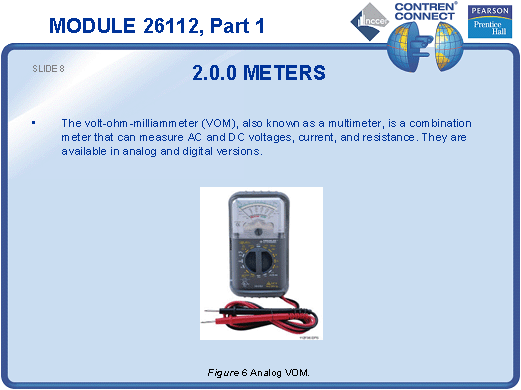 MODULE 26112, Part 1
nccer
CONTREN®
CONNECT
PEARSON
Prentice
Hall
SLIDE 8
2.0.0 METERS
• The volt-ohm-milliammeter (VOM), also known as a multimeter, is a combination
meter that can measure AC and DC voltages, current, and resistance. They are
available in analog and digital versions.
Figure 6 Analog VOM.